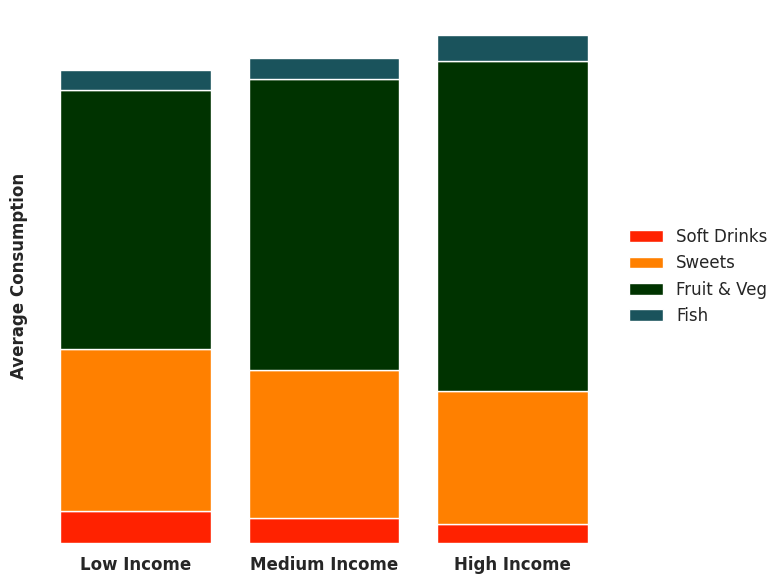 Average Consumption
Soft Drinks
Sweets
Fruit & Veg
Fish
Low Income
Medium Income
High Income